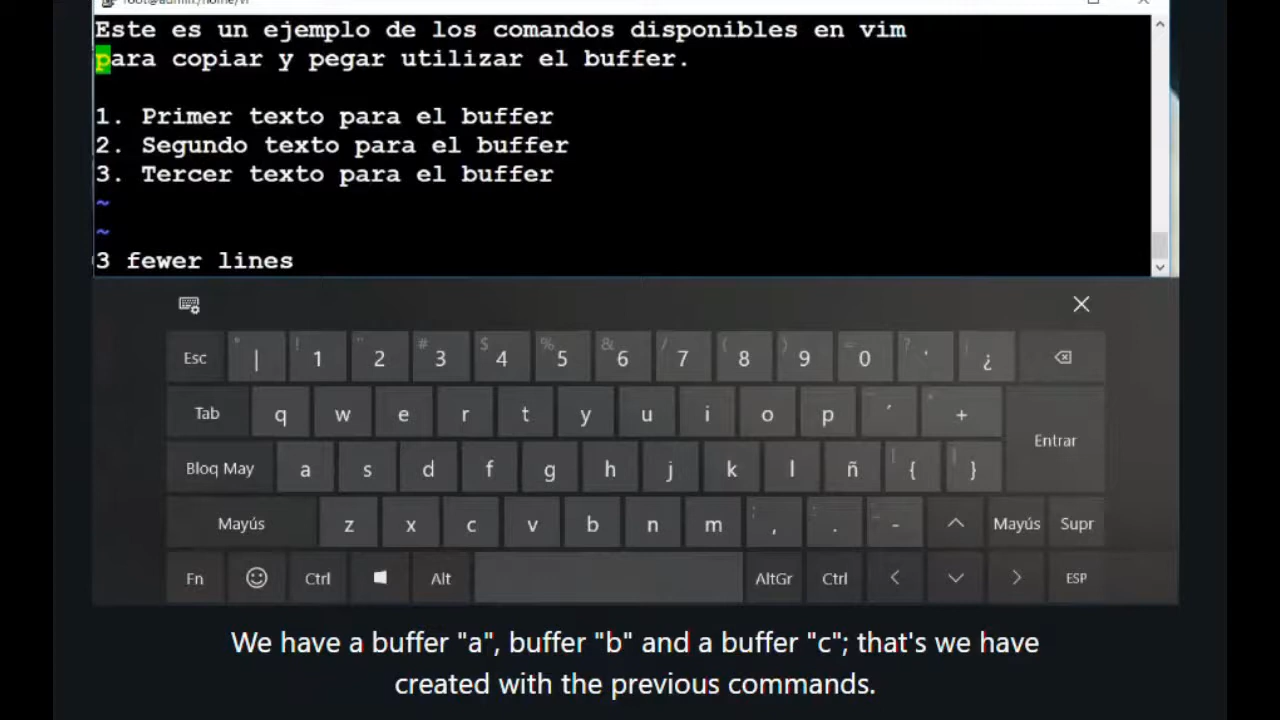 Este es un ejemplo de los comandos disponibles en vim
para copiar y pegar utilizar el buffer.
1. Primer texto para el buffer
2. Segundo texto para el buffer
3. Tercer texto para el buffer
~
~
3 fewer lines
Esc | 1 2 3 4 5 6 7 8 9 0 ' ¿
Tab q w e r t y u i o p ´ +
Entrar
Bloq May a s d f g h j k l ñ { }
Mayús z x c v b n m , . - Mayús Supr
Fn Ctrl Alt AltGr Ctrl ESP
We have a buffer "a", buffer "b" and a buffer "c"; that's we have
created with the previous commands.